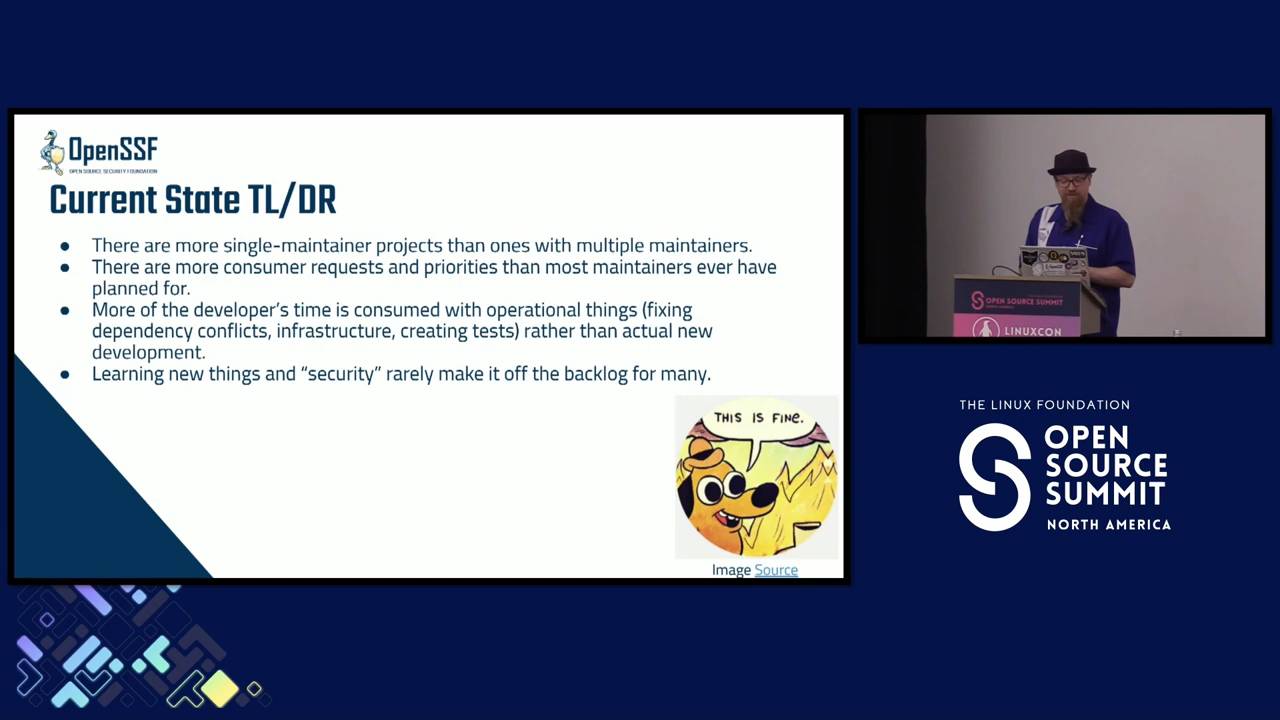 OpenSSF
OPEN SOURCE SECURITY FOUNDATION
Current State TL/DR
● There are more single-maintainer projects than ones with multiple maintainers.
● There are more consumer requests and priorities than most maintainers ever have
planned for.
● More of the developer's time is consumed with operational things (fixing
dependency conflicts, infrastructure, creating tests) rather than actual new
development.
● Learning new things and “security” rarely make it off the backlog for many.
THIS IS FINE.
Image Source
OPEN SOURCE SUMMIT
LINUXCON
THE LINUX FOUNDATION
OPEN
SOURCE
SUMMIT
NORTH AMERICA